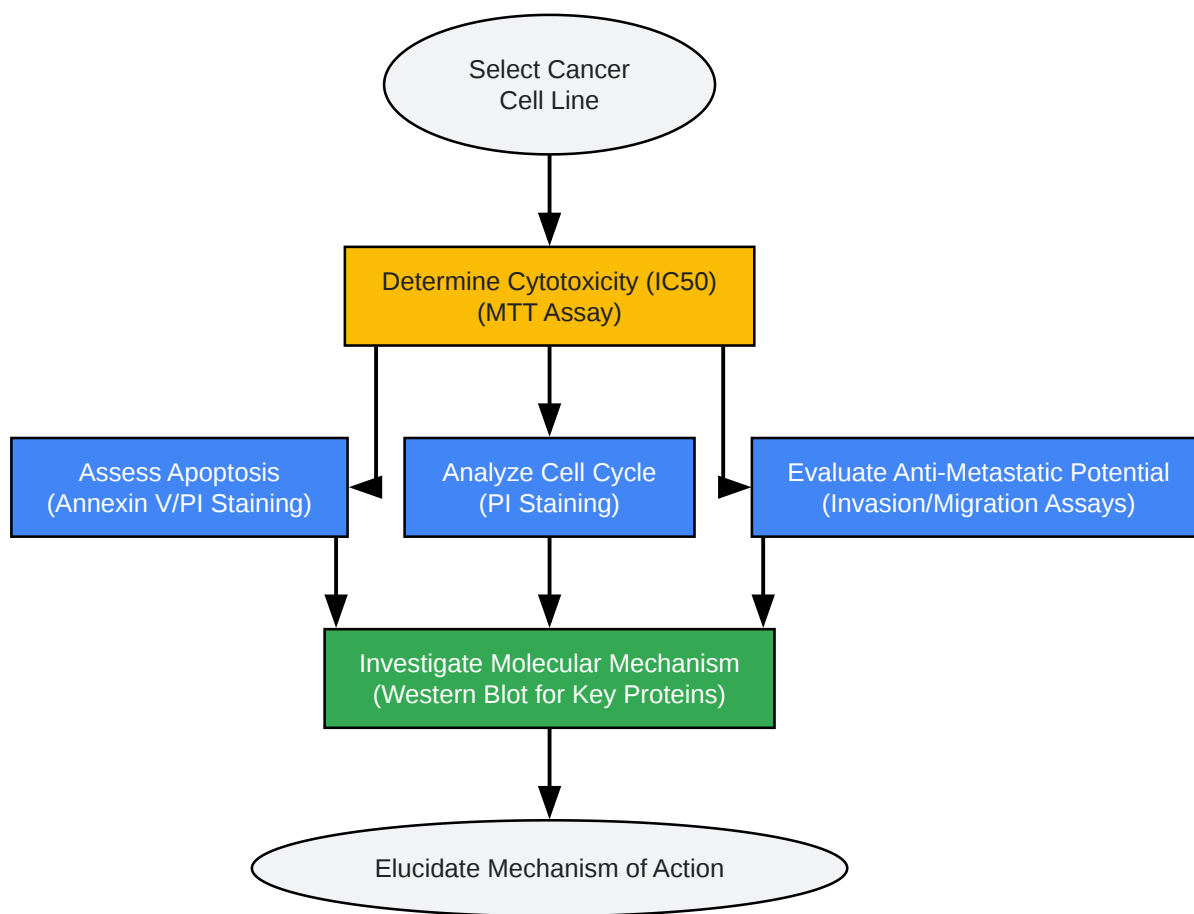 Select Cancer
Cell Line
Determine Cytotoxicity (IC50)
(MTT Assay)
Assess Apoptosis
(Annexin V/PI Staining)
Analyze Cell Cycle
(PI Staining)
Evaluate Anti-Metastatic Potential
(Invasion/Migration Assays)
Investigate Molecular Mechanism
(Western Blot for Key Proteins)
Elucidate Mechanism of Action